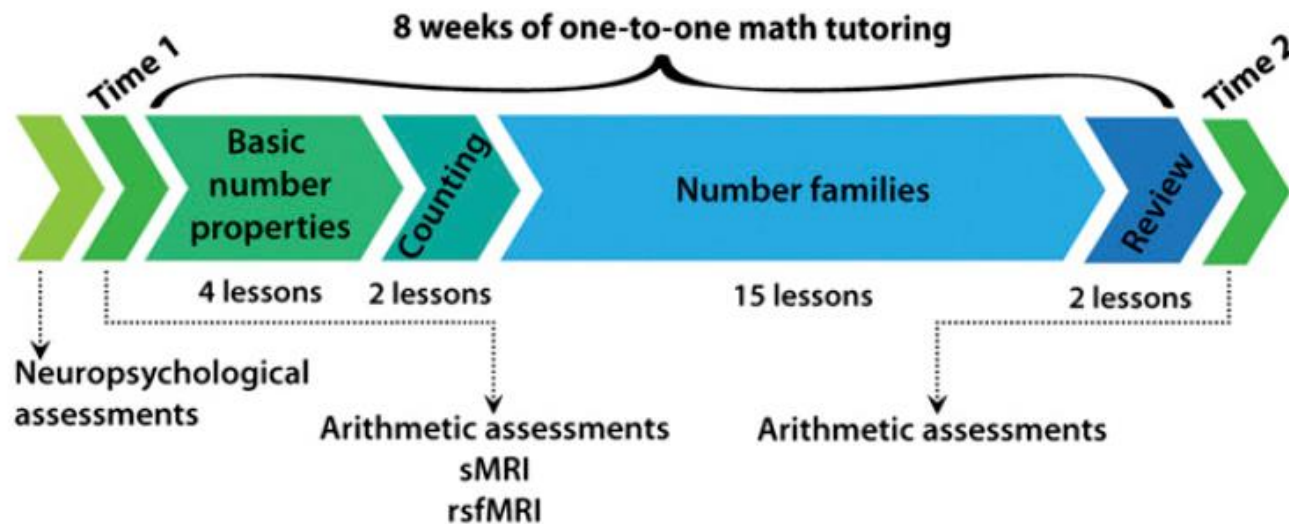 8 weeks of one-to-one math tutoring
Time 1
Time 2
Basic
number
properties
Counting
Number families
Review
4 lessons
2 lessons
15 lessons
2 lessons
Neuropsychological
assessments
Arithmetic assessments
sMRI
rsfMRI
Arithmetic assessments